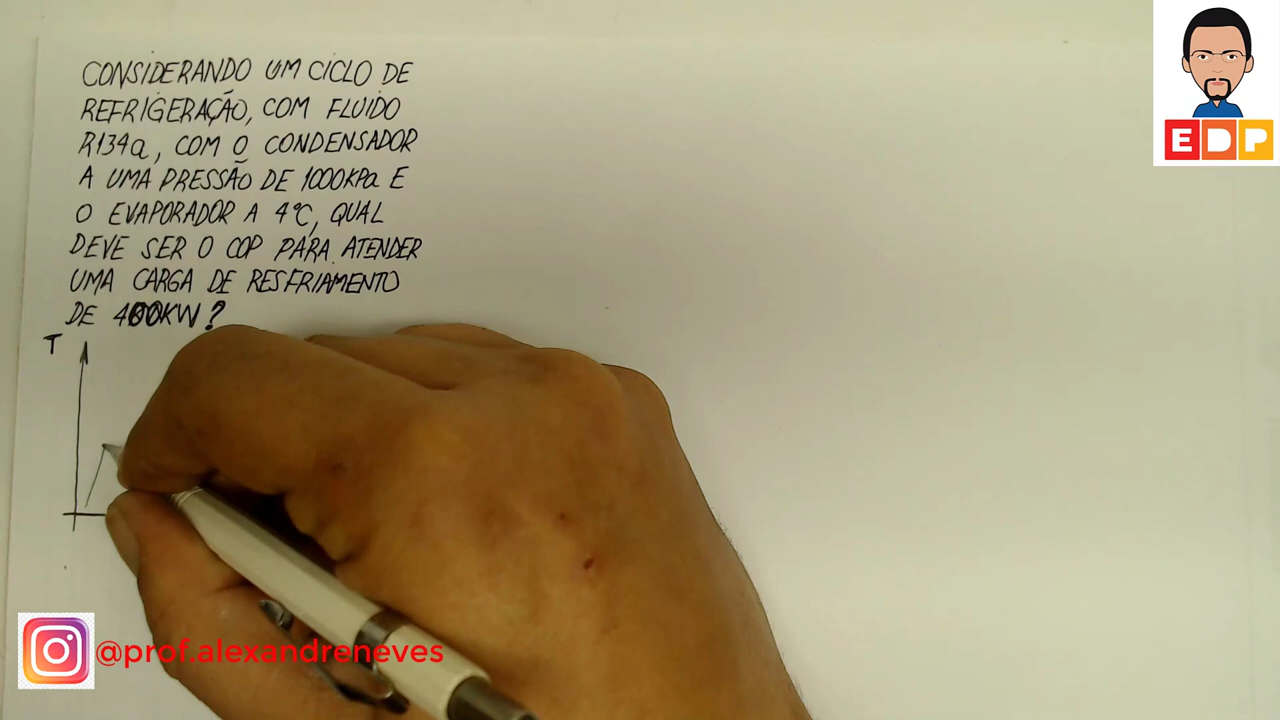 CONSIDERANDO UM CICLO DE
REFRIGERAÇÃO, COM FLUIDO
R134a, COM O CONDENSADOR
A UMA PRESSÃO DE 1000KPa E
O EVAPORADOR A 4°C, QUAL
DEVE SER O COP PARA ATENDER
UMA CARGA DE RESFRIAMENTO
DE 400KW?
T
EDP
@prof.alexandreneves